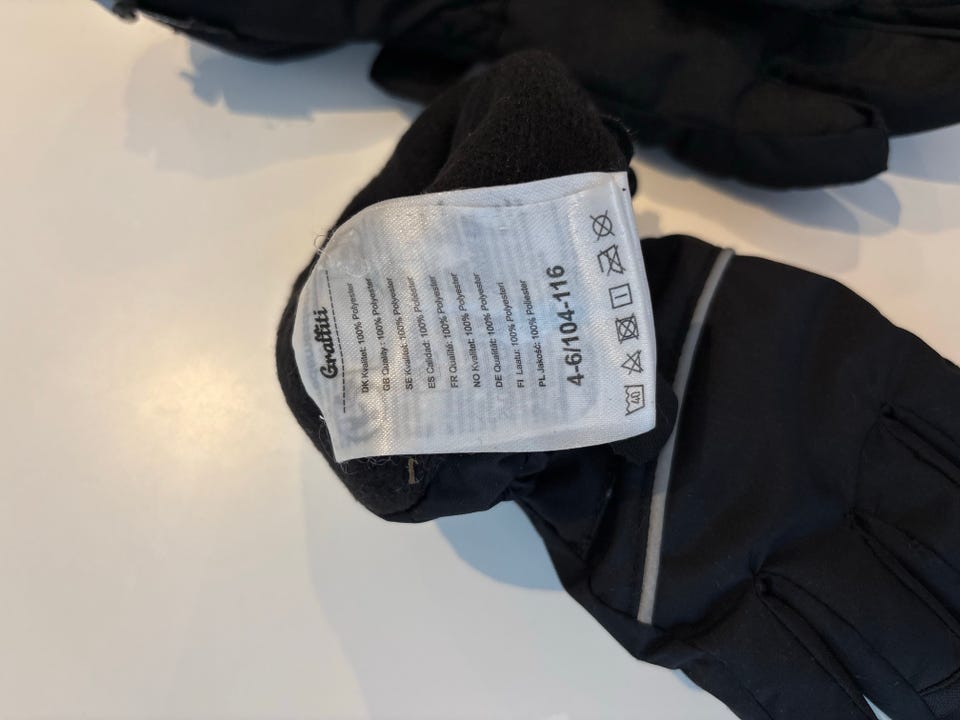 Graffiti
DK Kvalitet: 100% Polyester
GB Quality: 100% Polyester
SE Kvalitet: 100% Polyester
ES Calidad: 100% Poliester
FR Qualité: 100% Polyester
NO Kvalitet: 100% Polyester
DE Qualität: 100% Polyesteri
FI Laatu: 100% Polyester
PL Jakość: 100% Poliester
4-6/104-116
40